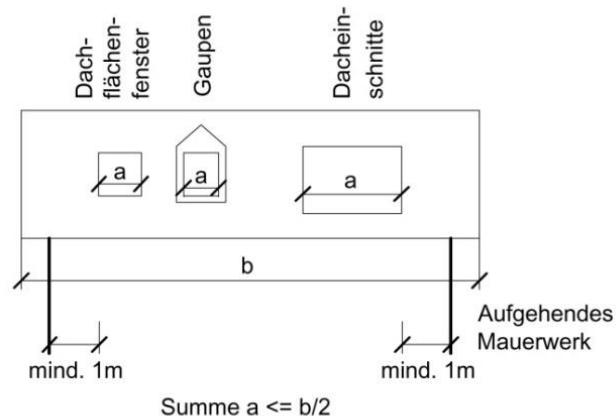 Dach-
flächen-
fenster
Gaupen
Dachein-
schnitte
a
a
a
b
Aufgehendes
Mauerwerk
mind. 1m
mind. 1m
Summe a <= b/2